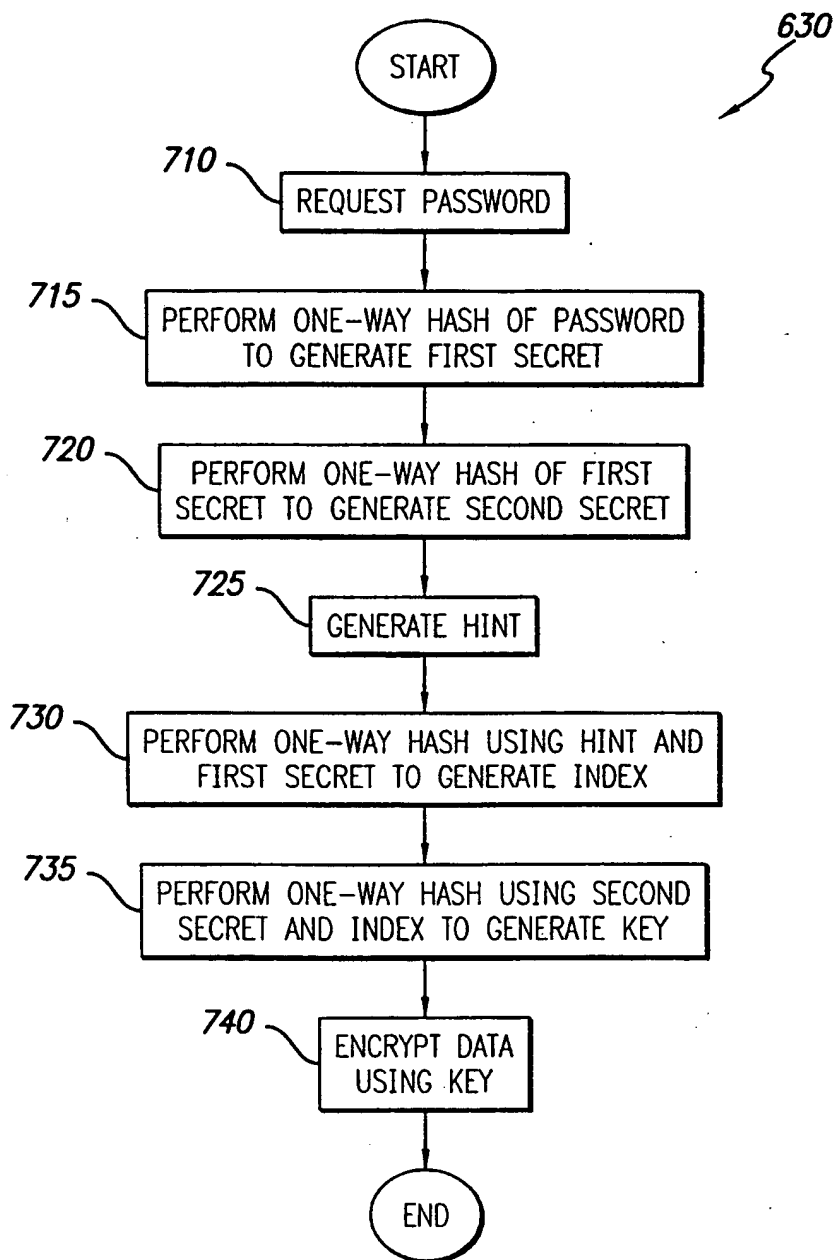 630
START
710
REQUEST PASSWORD
715
PERFORM ONE-WAY HASH OF PASSWORD
TO GENERATE FIRST SECRET
720
PERFORM ONE-WAY HASH OF FIRST
SECRET TO GENERATE SECOND SECRET
725
GENERATE HINT
730
PERFORM ONE-WAY HASH USING HINT AND
FIRST SECRET TO GENERATE INDEX
735
PERFORM ONE-WAY HASH USING SECOND
SECRET AND INDEX TO GENERATE KEY
740
ENCRYPT DATA
USING KEY
END